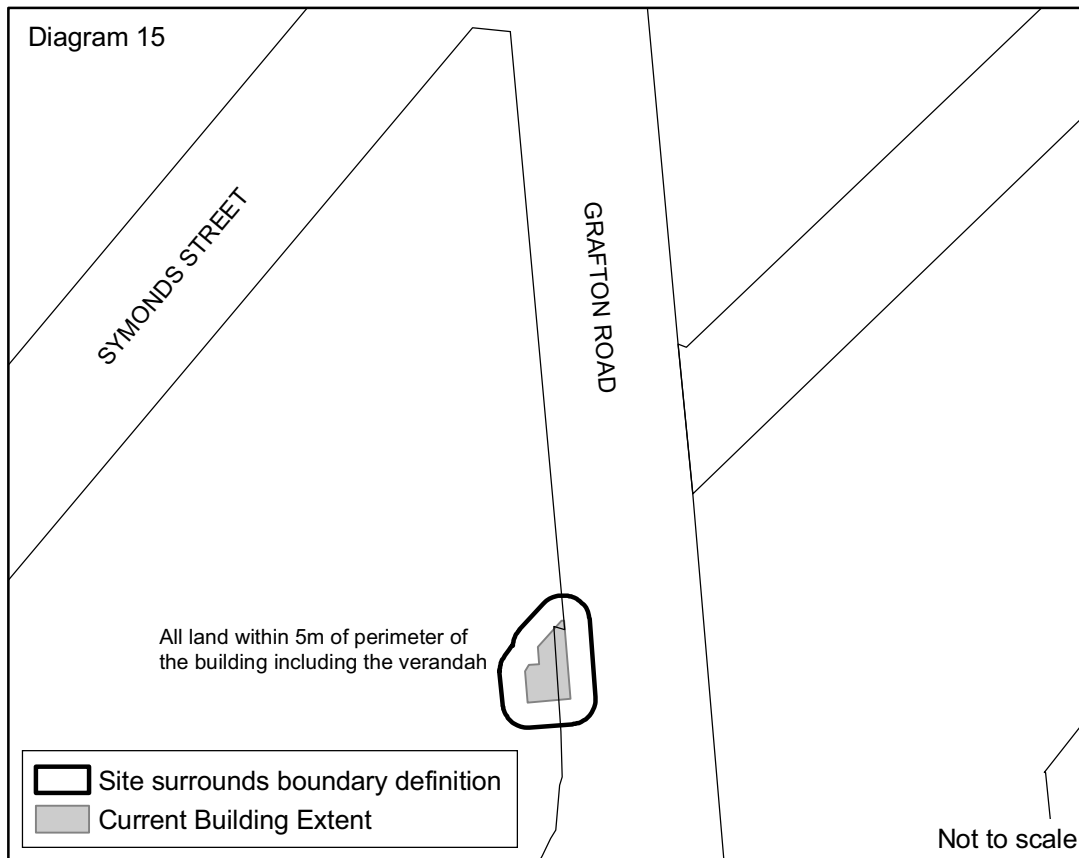 Diagram 15
SYMONDS STREET
GRAFTON ROAD
All land within 5m of perimeter of
the building including the verandah
Site surrounds boundary definition
Current Building Extent
Not to scale